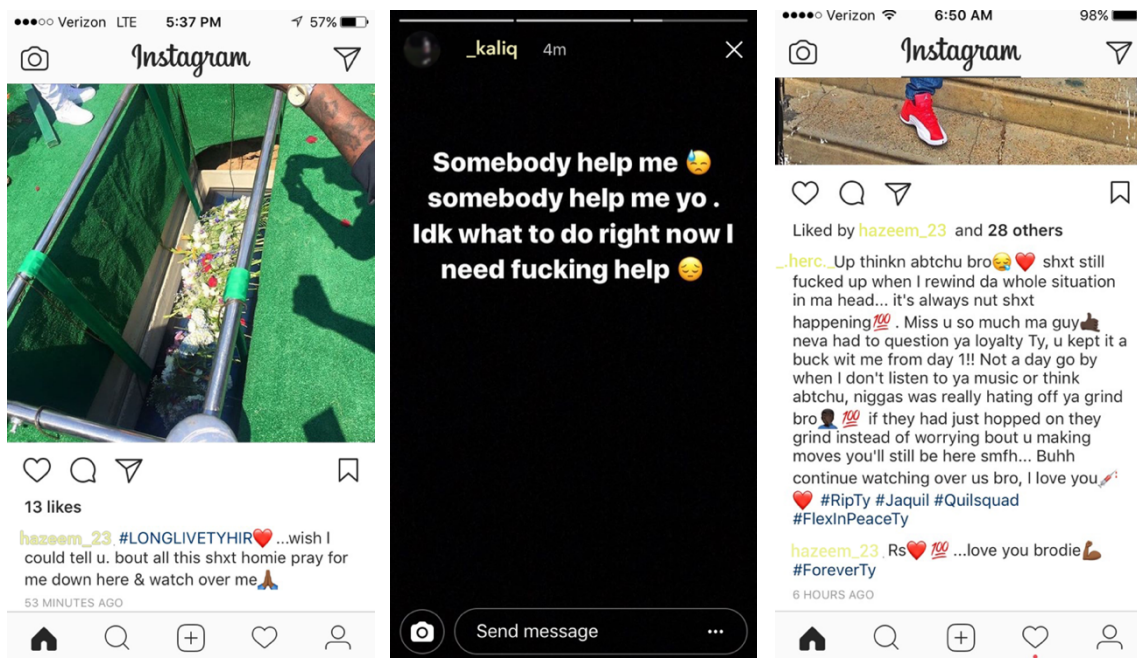 Verizon LTE 5:37 PM 57%
Instagram
13 likes
hazeem_23 #LONGLIVETYHIR❤️ ...wish I
could tell u. bout all this shxt homie pray for
me down here & watch over me🙏🏾
53 MINUTES AGO
_kaliq 4m
Somebody help me 😓
somebody help me yo .
Idk what to do right now I
need fucking help 😔
Send message
Verizon 6:50 AM 98%
Instagram
Liked by hazeem_23 and 28 others
_.herc._ Up thinkn abtchu bro😪❤️ shxt still
fucked up when I rewind da whole situation
in ma head... it's always nut shxt
happening💯 . Miss u so much ma guy🤙🏿
neva had to question ya loyalty Ty, u kept it a
buck wit me from day 1!! Not a day go by
when I don't listen to ya music or think
abtchu, niggas was really hating off ya grind
bro🤦🏿‍♂️💯 if they had just hopped on they
grind instead of worrying bout u making
moves you'll still be here smfh... Buhh
continue watching over us bro, I love you💉
❤️ #RipTy #Jaquil #Quilsquad
#FlexInPeaceTy
hazeem_23 Rs❤️💯 ...love you brodie💪🏾
#ForeverTy
6 HOURS AGO